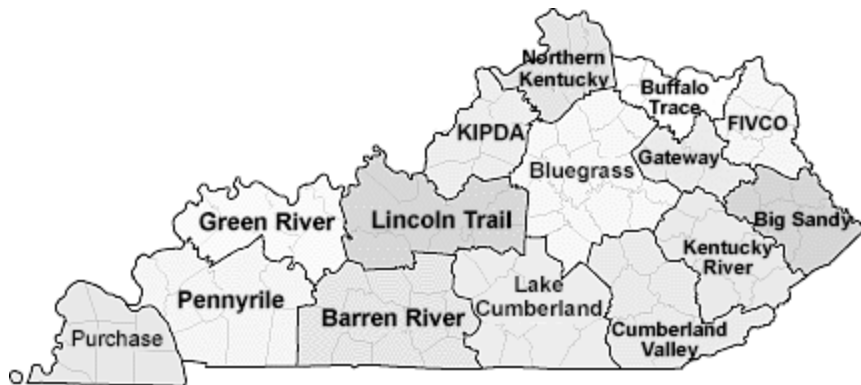 Northern
Kentucky
Buffalo
Trace
FIVCO
KIPDA
Gateway
Bluegrass
Green River
Lincoln Trail
Big Sandy
Kentucky
River
Pennyrile
Lake
Cumberland
Barren River
Purchase
Cumberland
Valley